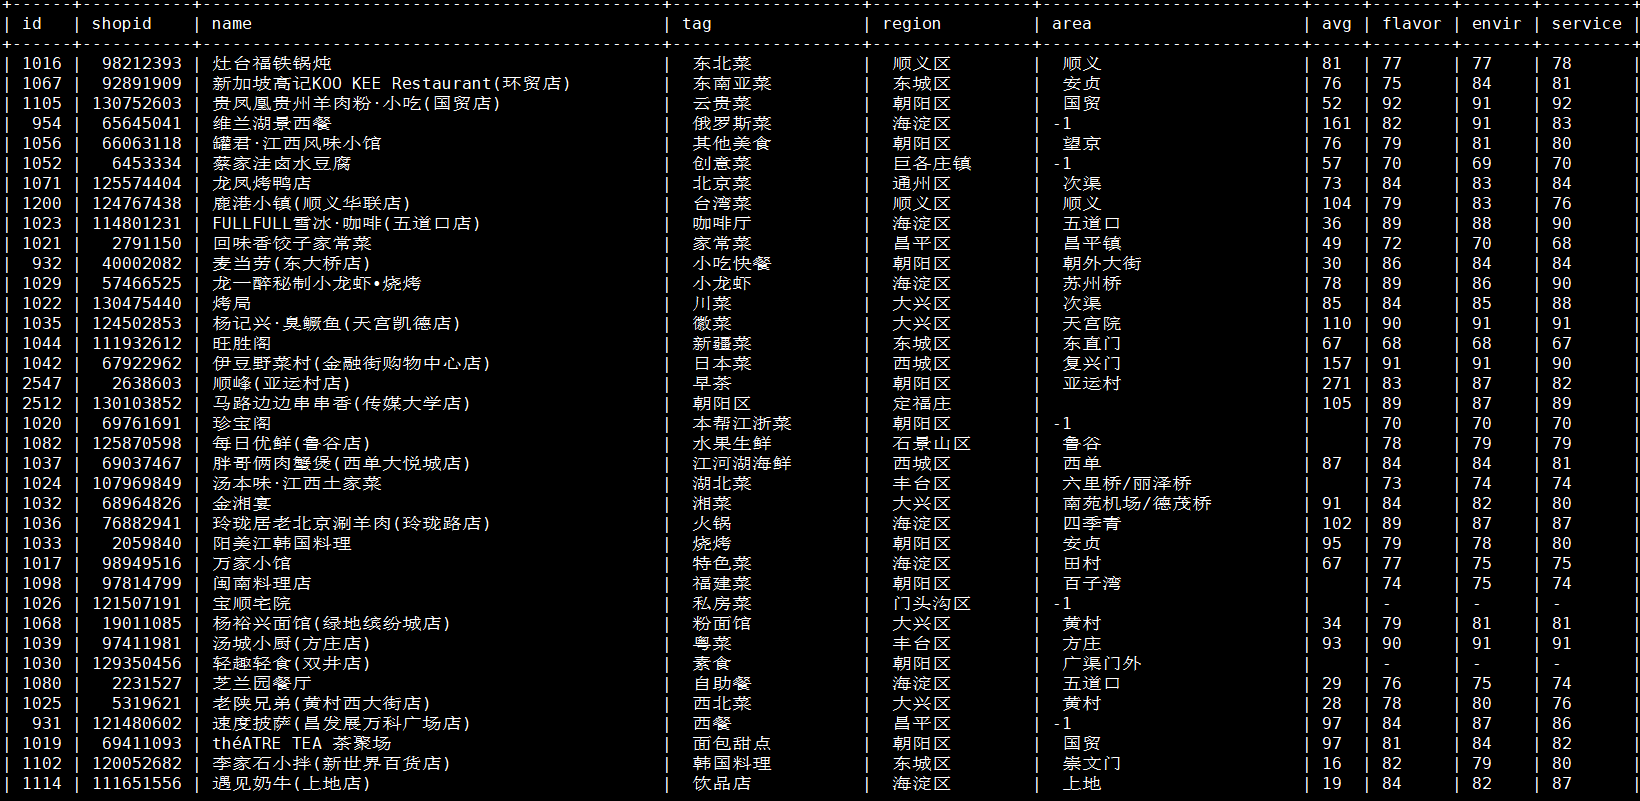 | id | shopid | name | tag | region | area | avg | flavor | envir | service |
| 1016 | 98212393 | 灶台福铁锅炖 | 东北菜 | 顺义区 | 顺义 | 81 | 77 | 77 | 78
| 1067 | 92891909 | 新加坡高记KOO KEE Restaurant(环贸店) | 东南亚菜 | 东城区 | 安贞 | 76 | 75 | 84 | 81
| 1105 | 130752603 | 贵凤凰贵州羊肉粉·小吃(国贸店) | 云贵菜 | 朝阳区 | 国贸 | 52 | 92 | 91 | 92
| 954 | 65645041 | 维兰湖景西餐 | 俄罗斯菜 | 海淀区 | -1 | 161 | 82 | 91 | 83
| 1056 | 66063118 | 罐君·江西风味小馆 | 其他美食 | 朝阳区 | 望京 | 76 | 79 | 81 | 80
| 1052 | 6453334 | 蔡家洼卤水豆腐 | 创意菜 | 巨各庄镇 | -1 | 57 | 70 | 69 | 70
| 1071 | 125574404 | 龙凤烤鸭店 | 北京菜 | 通州区 | 次渠 | 73 | 84 | 83 | 84
| 1200 | 124767438 | 鹿港小镇(顺义华联店) | 台湾菜 | 顺义区 | 顺义 | 104 | 79 | 83 | 76
| 1023 | 114801231 | FULLFULL雪冰·咖啡(五道口店) | 咖啡厅 | 海淀区 | 五道口 | 36 | 89 | 88 | 90
| 1021 | 2791150 | 回味香饺子家常菜 | 家常菜 | 昌平区 | 昌平镇 | 49 | 72 | 70 | 68
| 932 | 40002082 | 麦当劳(东大桥店) | 小吃快餐 | 朝阳区 | 朝外大街 | 30 | 86 | 84 | 84
| 1029 | 57466525 | 龙一醉秘制小龙虾•烧烤 | 小龙虾 | 海淀区 | 苏州桥 | 78 | 89 | 86 | 90
| 1022 | 130475440 | 烤局 | 川菜 | 大兴区 | 次渠 | 85 | 84 | 85 | 88
| 1035 | 124502853 | 杨记兴·臭鳜鱼(天宫凯德店) | 徽菜 | 大兴区 | 天宫院 | 110 | 90 | 91 | 91
| 1044 | 111932612 | 旺胜阁 | 新疆菜 | 东城区 | 东直门 | 67 | 68 | 68 | 67
| 1042 | 67922962 | 伊豆野菜村(金融街购物中心店) | 日本菜 | 西城区 | 复兴门 | 157 | 91 | 91 | 90
| 2547 | 2638603 | 顺峰(亚运村店) | 早茶 | 朝阳区 | 亚运村 | 271 | 83 | 87 | 82
| 2512 | 130103852 | 马路边边串串香(传媒大学店) | 朝阳区 | 定福庄 | | 105 | 89 | 87 | 89
| 1020 | 69761691 | 珍宝阁 | 本帮江浙菜 | 朝阳区 | -1 | | 70 | 70 | 70
| 1082 | 125870598 | 每日优鲜(鲁谷店) | 水果生鲜 | 石景山区 | 鲁谷 | | 78 | 79 | 79
| 1037 | 69037467 | 胖哥俩肉蟹煲(西单大悦城店) | 江河湖海鲜 | 西城区 | 西单 | 87 | 84 | 84 | 81
| 1024 | 107969849 | 汤本味·江西土家菜 | 湖北菜 | 丰台区 | 六里桥/丽泽桥 | | 73 | 74 | 74
| 1032 | 68964826 | 金湘宴 | 湘菜 | 大兴区 | 南苑机场/德茂桥 | 91 | 84 | 82 | 80
| 1036 | 76882941 | 玲珑居老北京涮羊肉(玲珑路店) | 火锅 | 海淀区 | 四季青 | 102 | 89 | 87 | 87
| 1033 | 2059840 | 阳美江韩国料理 | 烧烤 | 朝阳区 | 安贞 | 95 | 79 | 78 | 80
| 1017 | 98949516 | 万家小馆 | 特色菜 | 海淀区 | 田村 | 67 | 77 | 75 | 75
| 1098 | 97814799 | 闽南料理店 | 福建菜 | 朝阳区 | 百子湾 | | 74 | 75 | 74
| 1026 | 121507191 | 宝顺宅院 | 私房菜 | 门头沟区 | -1 | | - | - | -
| 1068 | 19011085 | 杨裕兴面馆(绿地缤纷城店) | 粉面馆 | 大兴区 | 黄村 | 34 | 79 | 81 | 81
| 1039 | 97411981 | 汤城小厨(方庄店) | 粤菜 | 丰台区 | 方庄 | 93 | 90 | 91 | 91
| 1030 | 129350456 | 轻趣轻食(双井店) | 素食 | 朝阳区 | 广渠门外 | | - | - | -
| 1080 | 2231527 | 芝兰园餐厅 | 自助餐 | 海淀区 | 五道口 | 29 | 76 | 75 | 74
| 1025 | 5319621 | 老陕兄弟(黄村西大街店) | 西北菜 | 大兴区 | 黄村 | 28 | 78 | 80 | 76
| 931 | 121480602 | 速度披萨(昌发展万科广场店) | 西餐 | 昌平区 | -1 | 97 | 84 | 87 | 86
| 1019 | 69411093 | théATRE TEA 茶聚场 | 面包甜点 | 朝阳区 | 国贸 | 97 | 81 | 84 | 82
| 1102 | 120052682 | 李家石小拌(新世界百货店) | 韩国料理 | 东城区 | 崇文门 | 16 | 82 | 79 | 80
| 1114 | 111651556 | 遇见奶牛(上地店) | 饮品店 | 海淀区 | 上地 | 19 | 84 | 82 | 87